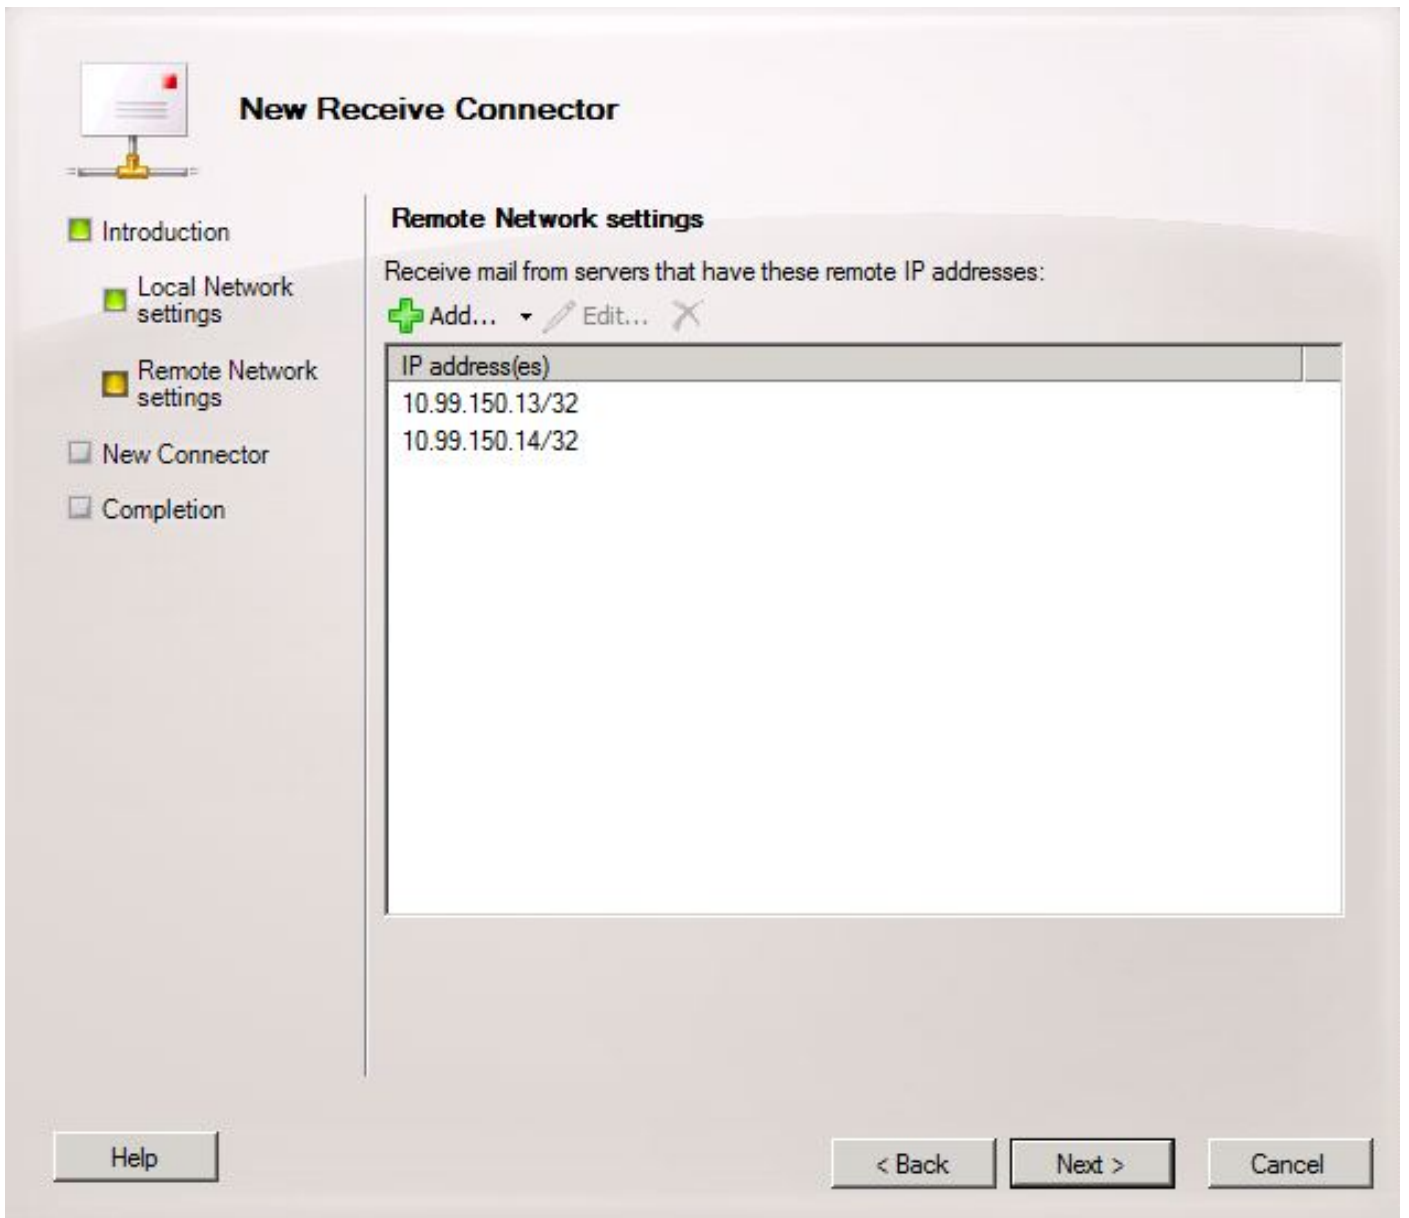 New Receive Connector
Introduction
Local Network
settings
Remote Network
settings
New Connector
Completion
Remote Network settings
Receive mail from servers that have these remote IP addresses:
Add... Edit...
IP address(es)
10.99.150.13/32
10.99.150.14/32
Help
< Back
Next >
Cancel